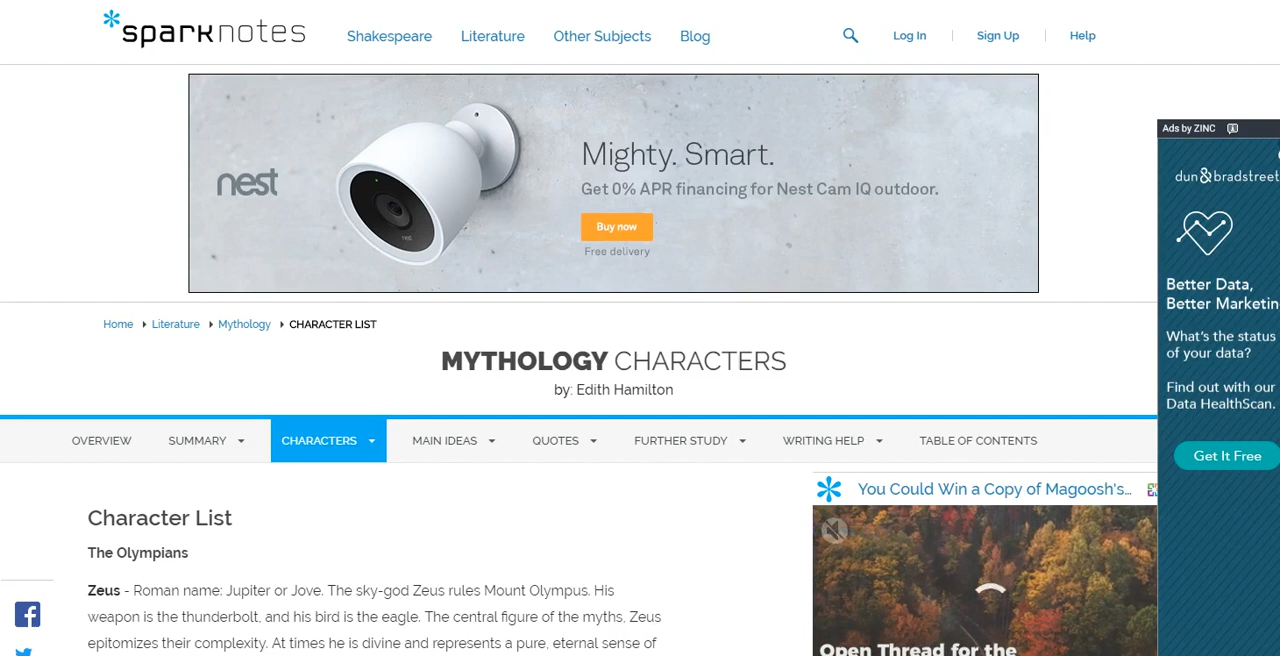 sparknotes
Shakespeare Literature Other Subjects Blog
Log In Sign Up Help
nest
Mighty. Smart.
Get 0% APR financing for Nest Cam IQ outdoor.
Buy now
Free delivery
Ads by ZINC
dun&bradstreet
Better Data,
Better Marketin
What's the status
of your data?
Find out with our
Data HealthScan.
Get It Free
Home Literature Mythology CHARACTER LIST
MYTHOLOGY CHARACTERS
by: Edith Hamilton
OVERVIEW SUMMARY CHARACTERS MAIN IDEAS QUOTES FURTHER STUDY WRITING HELP TABLE OF CONTENTS
You Could Win a Copy of Magoosh's...
Open Thread for the
Character List
The Olympians
Zeus - Roman name: Jupiter or Jove. The sky-god Zeus rules Mount Olympus. His
weapon is the thunderbolt, and his bird is the eagle. The central figure of the myths, Zeus
epitomizes their complexity. At times he is divine and represents a pure, eternal sense of